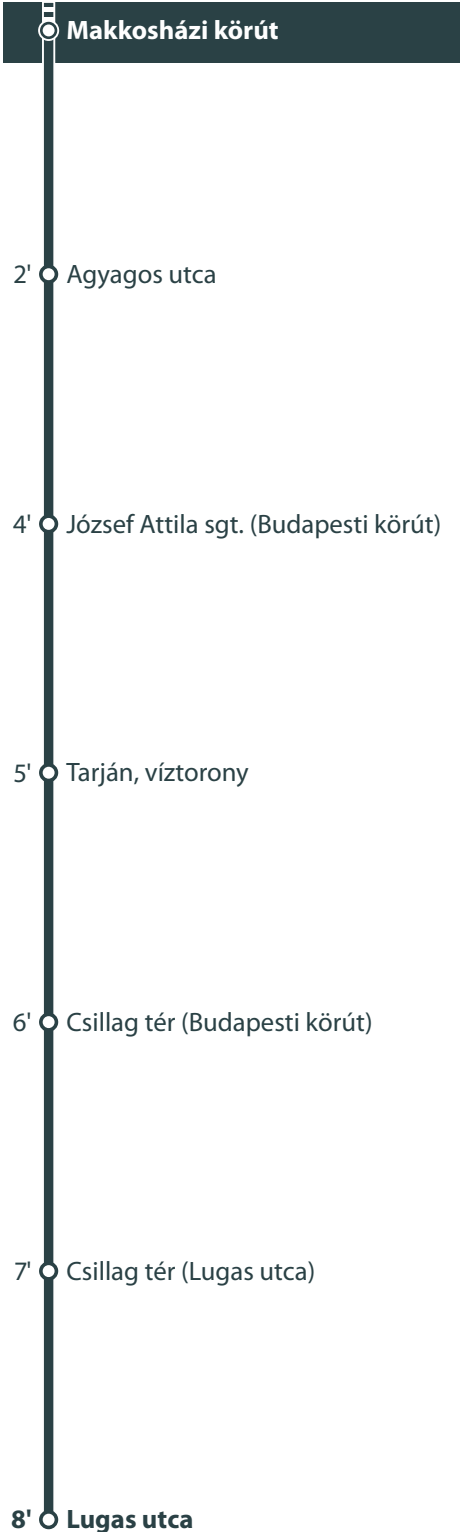 Makkosházi körút
2' Agyagos utca
4' József Attila sgt. (Budapesti körút)
5' Tarján, víztorony
6' Csillag tér (Budapesti körút)
7' Csillag tér (Lugas utca)
8' Lugas utca